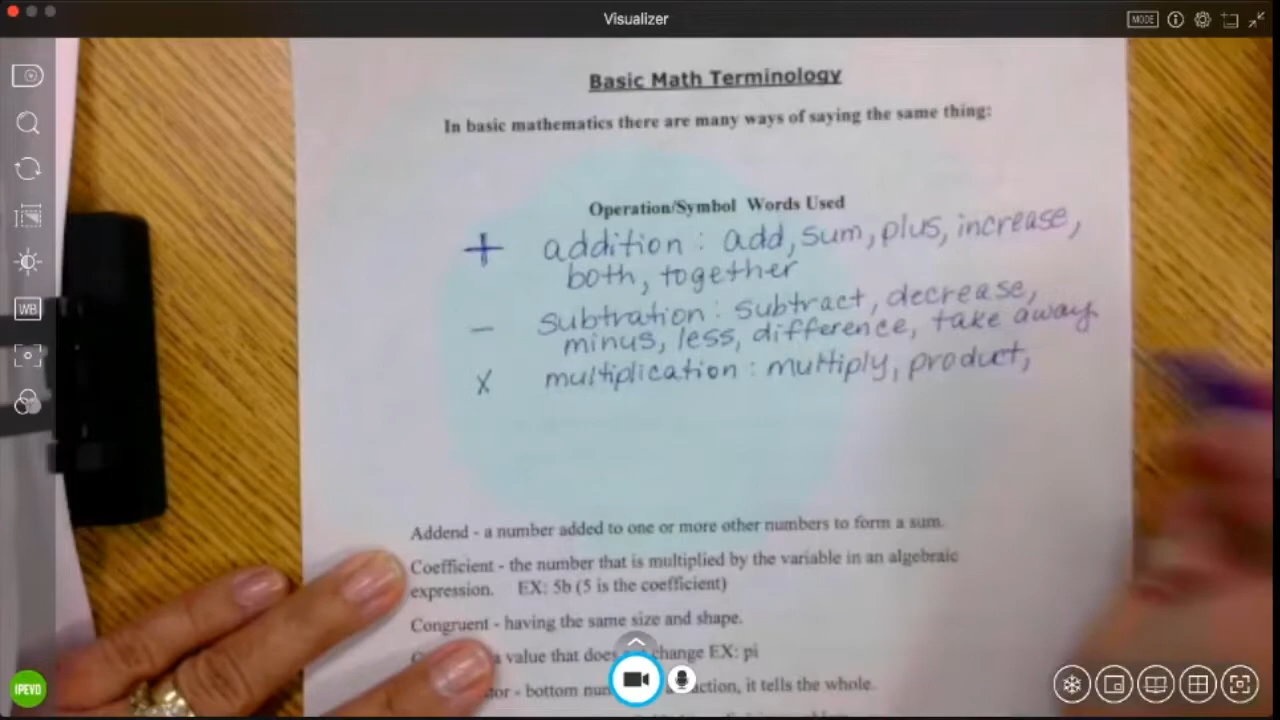 Visualizer
MODE
Basic Math Terminology
In basic mathematics there are many ways of saying the same thing:
Operation/Symbol Words Used
+ addition : add, sum, plus, increase,
both, together
- subtration : subtract, decrease,
minus, less, difference, take away
x multiplication : multiply, product,
Addend - a number added to one or more other numbers to form a sum.
Coefficient - the number that is multiplied by the variable in an algebraic
expression. EX: 5b (5 is the coefficient)
Congruent - having the same size and shape.
a value that does change EX: pi
- bottom it tells the whole.
WB
IPEVO